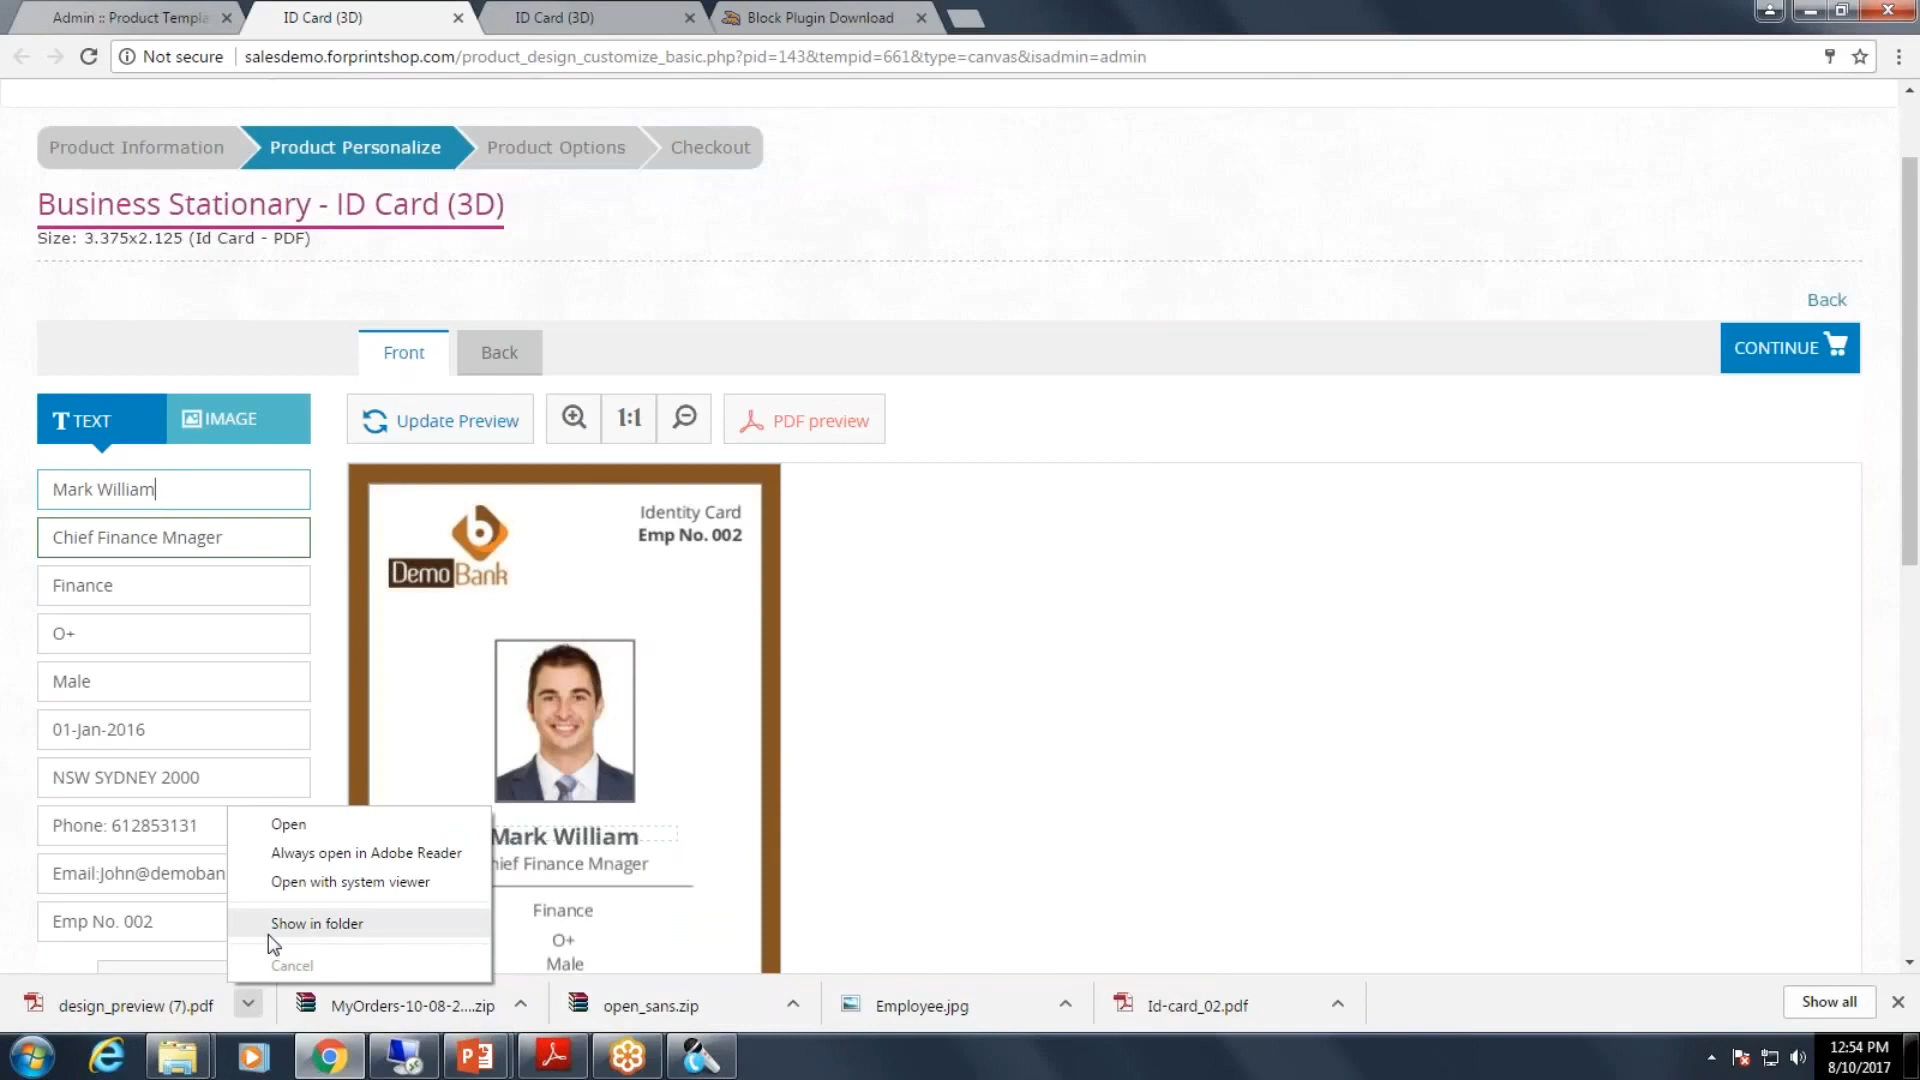 Admin :: Product Templa
ID Card (3D)
ID Card (3D)
Block Plugin Download
Not secure
salesdemo.forprintshop.com/product_design_customize_basic.php?pid=143&tempid=661&type=canvas&isadmin=admin
Product Information
Product Personalize
Product Options
Checkout
Business Stationary - ID Card (3D)
Size: 3.375x2.125 (Id Card - PDF)
Back
Front
Back
CONTINUE
T TEXT
IMAGE
Update Preview
1:1
PDF preview
Mark William
Chief Finance Mnager
Finance
O+
Male
01-Jan-2016
NSW SYDNEY 2000
Phone: 612853131
Email:John@demoban
Emp No. 002
Identity Card
Emp No. 002
b
DemoBank
Mark William
hief Finance Mnager
Finance
O+
Male
Open
Always open in Adobe Reader
Open with system viewer
Show in folder
Cancel
design_preview (7).pdf
MyOrders-10-08-2....zip
open_sans.zip
Employee.jpg
Id-card_02.pdf
Show all
12:54 PM
8/10/2017